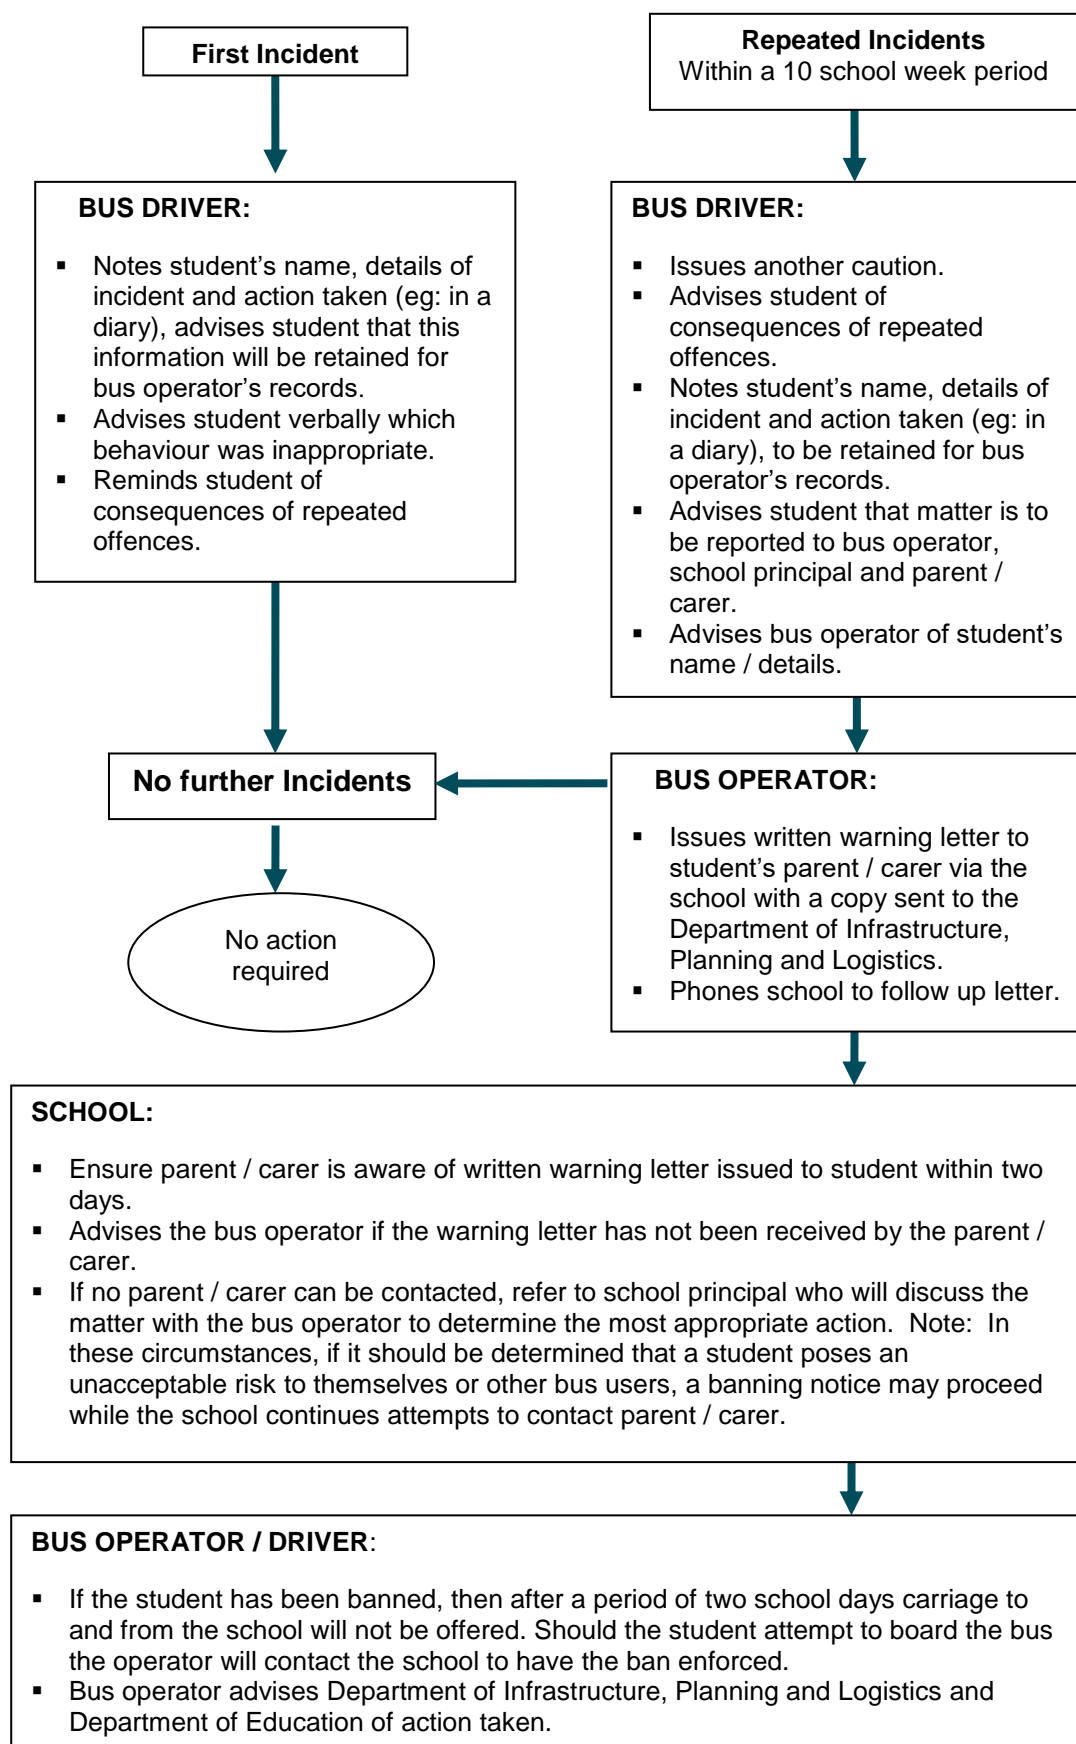 First Incident
Repeated Incidents
Within a 10 school week period
BUS DRIVER:
▪ Notes student’s name, details of
incident and action taken (eg: in a
diary), advises student that this
information will be retained for
bus operator’s records.
▪ Advises student verbally which
behaviour was inappropriate.
▪ Reminds student of
consequences of repeated
offences.
BUS DRIVER:
▪ Issues another caution.
▪ Advises student of
consequences of repeated
offences.
▪ Notes student’s name, details of
incident and action taken (eg: in
a diary), to be retained for bus
operator’s records.
▪ Advises student that matter is to
be reported to bus operator,
school principal and parent /
carer.
▪ Advises bus operator of student’s
name / details.
No further Incidents
No action
required
BUS OPERATOR:
▪ Issues written warning letter to
student’s parent / carer via the
school with a copy sent to the
Department of Infrastructure,
Planning and Logistics.
▪ Phones school to follow up letter.
SCHOOL:
▪ Ensure parent / carer is aware of written warning letter issued to student within two
days.
▪ Advises the bus operator if the warning letter has not been received by the parent /
carer.
▪ If no parent / carer can be contacted, refer to school principal who will discuss the
matter with the bus operator to determine the most appropriate action.  Note:  In
these circumstances, if it should be determined that a student poses an
unacceptable risk to themselves or other bus users, a banning notice may proceed
while the school continues attempts to contact parent / carer.
BUS OPERATOR / DRIVER:
▪ If the student has been banned, then after a period of two school days carriage to
and from the school will not be offered. Should the student attempt to board the bus
the operator will contact the school to have the ban enforced.
▪ Bus operator advises Department of Infrastructure, Planning and Logistics and
Department of Education of action taken.